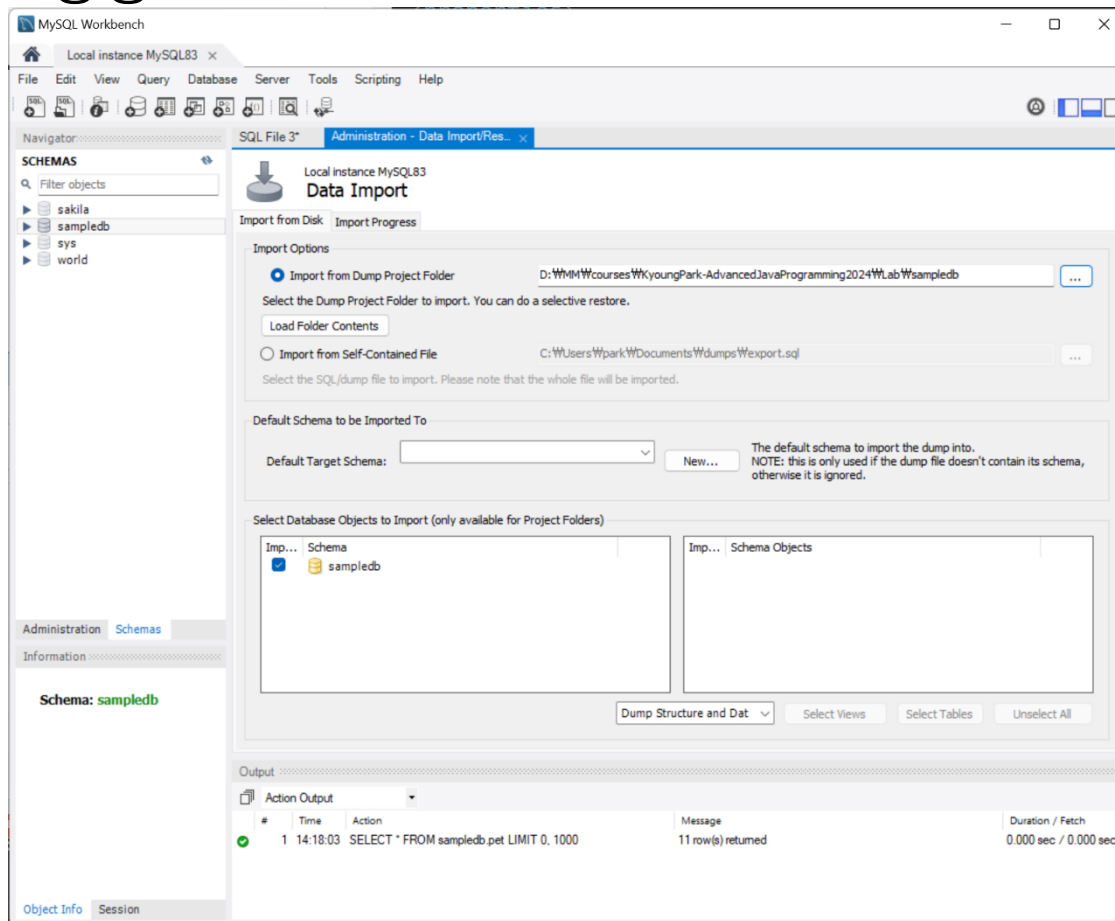 MySQL Workbench
Local instance MySQL83
File Edit View Query Database Server Tools Scripting Help
Navigator
SCHEMAS
Filter objects
sakila
sampledb
sys
world
Administration Schemas
Information
Schema: sampledb
Object Info Session
SQL File 3* Administration - Data Import/Res...
Local instance MySQL83
Data Import
Import from Disk Import Progress
Import Options
Import from Dump Project Folder D:₩MM₩courses₩KyoungPark-AdvancedJavaProgramming2024₩Lab₩sampledb ...
Select the Dump Project Folder to import. You can do a selective restore.
Load Folder Contents
Import from Self-Contained File C:₩Users₩park₩Documents₩dumps₩export.sql ...
Select the SQL/dump file to import. Please note that the whole file will be imported.
Default Schema to be Imported To
Default Target Schema: New...
The default schema to import the dump into.
NOTE: this is only used if the dump file doesn't contain its schema,
otherwise it is ignored.
Select Database Objects to Import (only available for Project Folders)
Imp... Schema
sampledb
Imp... Schema Objects
Dump Structure and Dat Select Views Select Tables Unselect All
Output
Action Output
# Time Action Message Duration / Fetch
1 14:18:03 SELECT * FROM sampledb.pet LIMIT 0, 1000 11 row(s) returned 0.000 sec / 0.000 sec